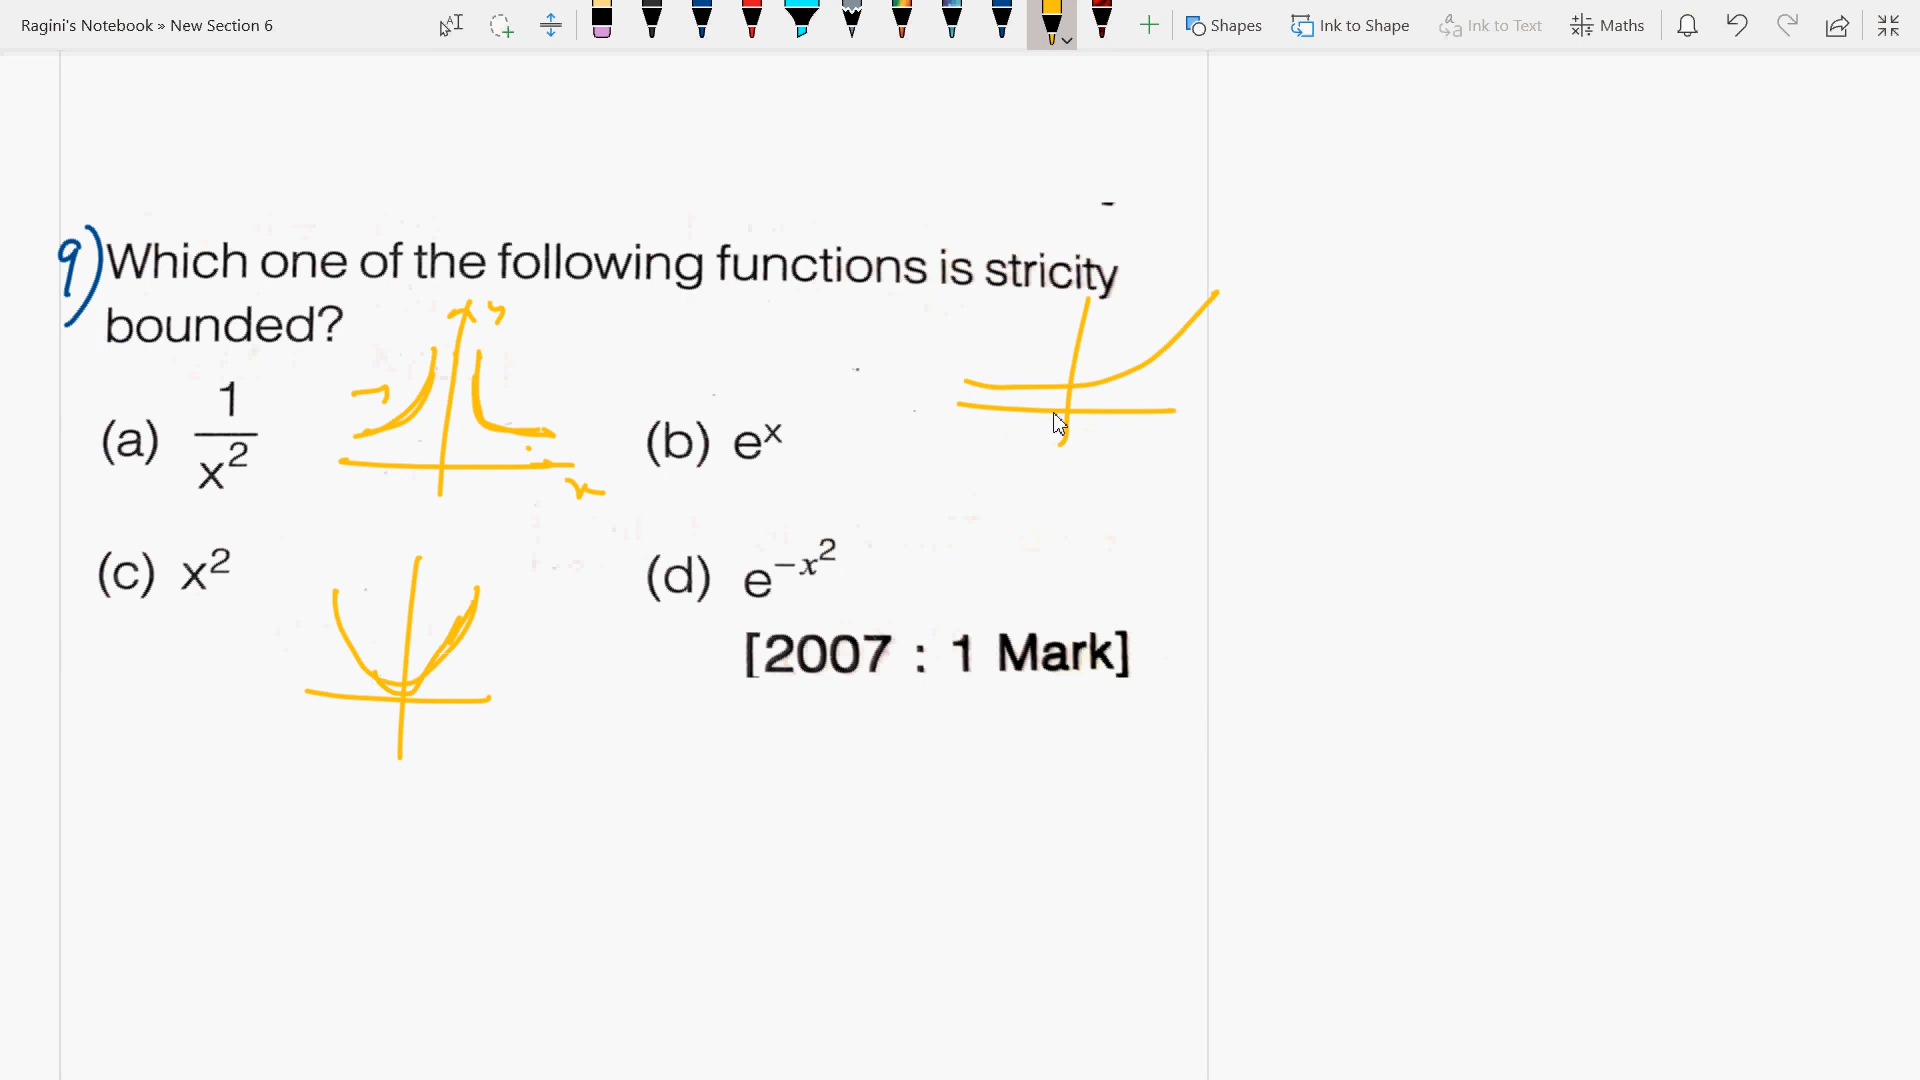 Ragini's Notebook » New Section 6
Shapes Ink to Shape Ink to Text Maths
9) Which one of the following functions is stricity
bounded?
(a) 1/x² (b) eˣ
y
x
(c) x² (d) e^(-x²)
[2007 : 1 Mark]